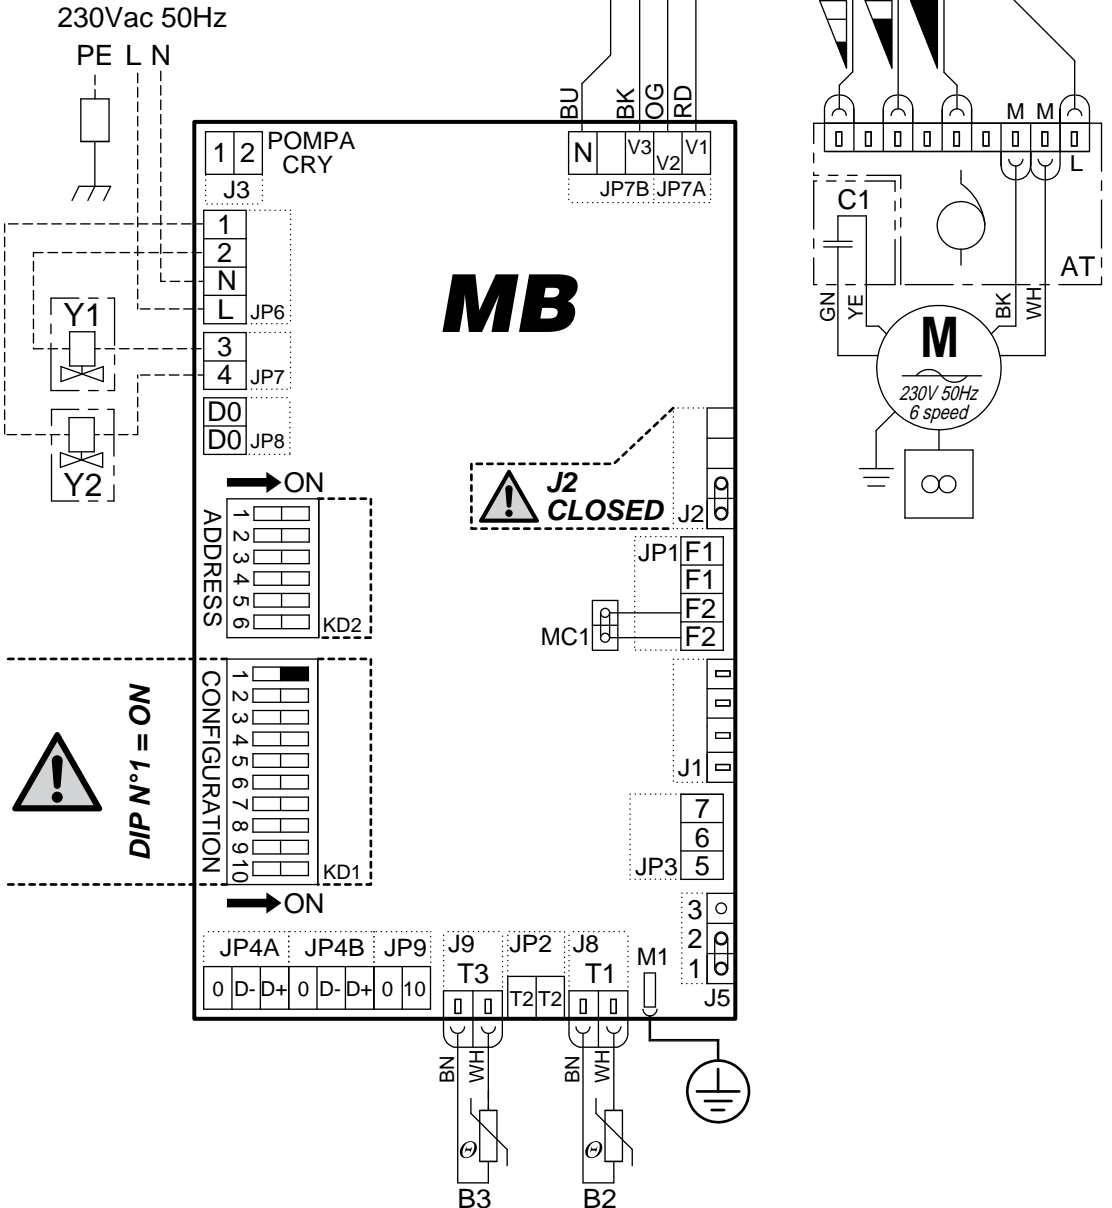 230Vac 50Hz
PE L N
BU
BK
OG
RD
1 2
POMPA
CRY
J3
N
V3
V2
V1
JP7B
JP7A
1
2
N
L
JP6
3
4
JP7
D0
D0
JP8
Y1
Y2
MB
M M
L
C1
AT
GN
YE
BK
WH
M
230V 50Hz
6 speed
ON
ADDRESS
1
2
3
4
5
6
KD2
J2
CLOSED
J2
JP1
F1
F1
F2
F2
MC1
DIP N°1 = ON
CONFIGURATION
1
2
3
4
5
6
7
8
9
10
KD1
ON
J1
7
6
5
JP3
3
2
1
J5
JP4A
JP4B
JP9
0 D- D+ 0 D- D+ 0 10
J9
T3
JP2
T2 T2
J8
T1
M1
BN
WH
BN
WH
Θ
Θ
B3
B2